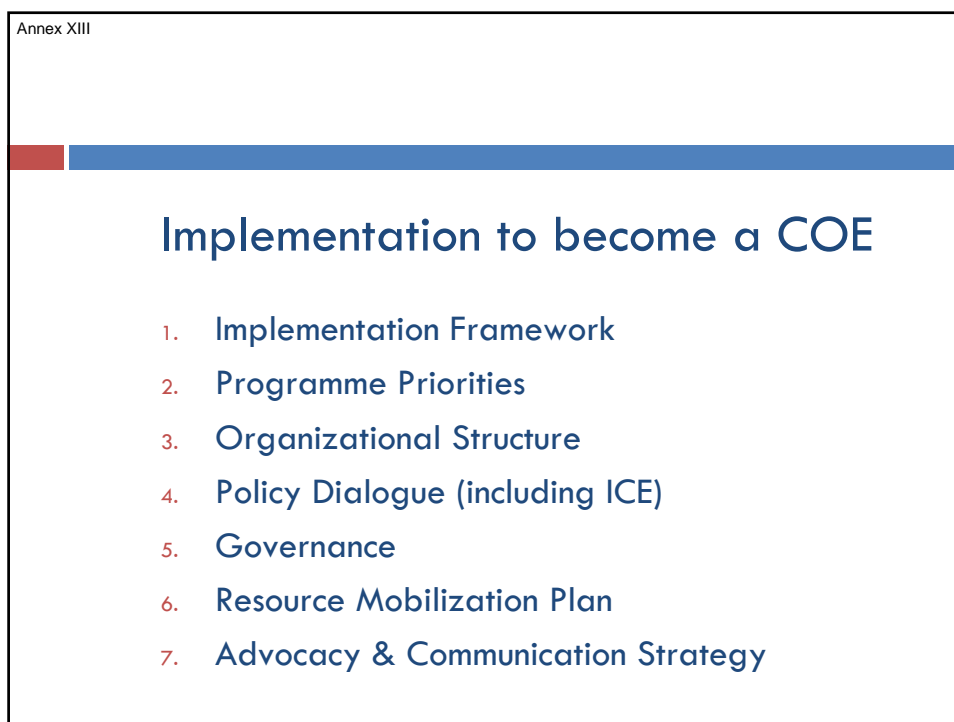 Annex XIII
Implementation to become a COE
1. Implementation Framework
2. Programme Priorities
3. Organizational Structure
4. Policy Dialogue (including ICE)
5. Governance
6. Resource Mobilization Plan
7. Advocacy & Communication Strategy